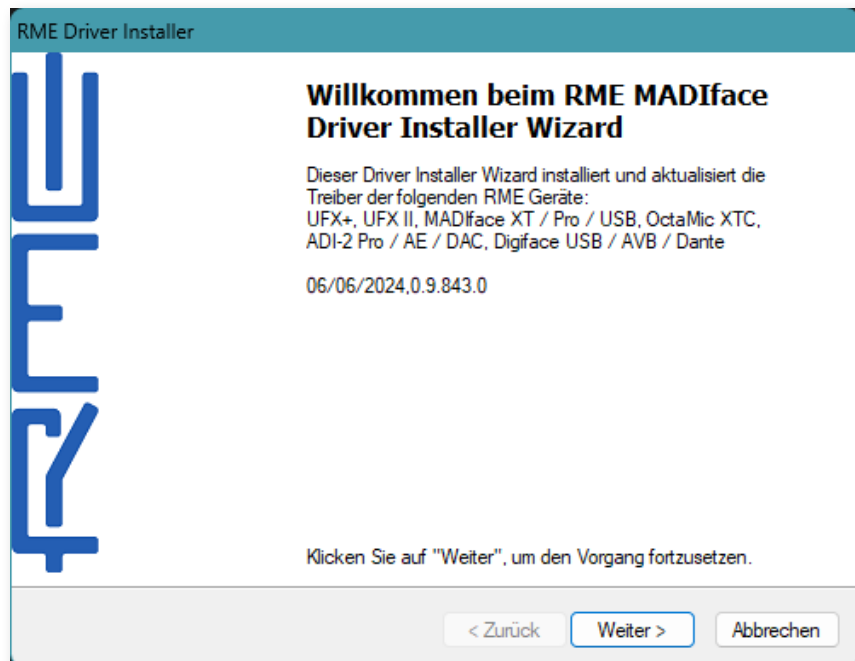 RME Driver Installer
Willkommen beim RME MADIface
Driver Installer Wizard
Dieser Driver Installer Wizard installiert und aktualisiert die
Treiber der folgenden RME Geräte:
UFX+, UFX II, MADIface XT / Pro / USB, OctaMic XTC,
ADI-2 Pro / AE / DAC, Digiface USB / AVB / Dante
06/06/2024,0.9.843.0
Klicken Sie auf "Weiter", um den Vorgang fortzusetzen.
< Zurück
Weiter >
Abbrechen